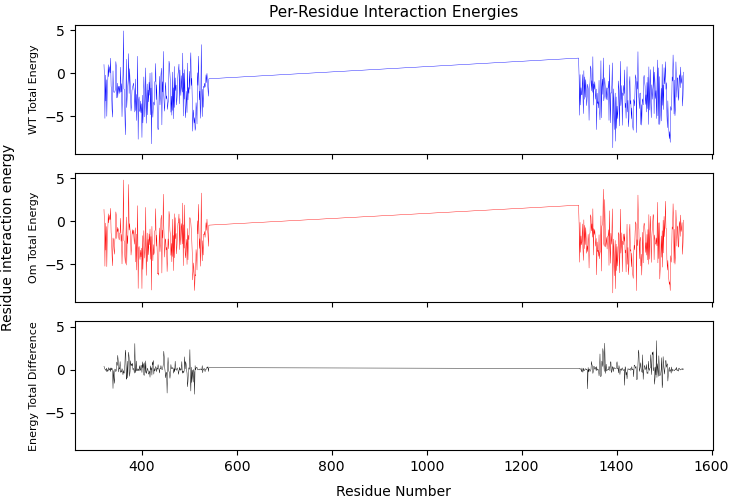 Per-Residue Interaction Energies
5
0
−5
WT Total Energy
5
0
−5
Om Total Energy
Residue interaction energy
5
0
−5
Energy Total Difference
400 600 800 1000 1200 1400 1600
Residue Number